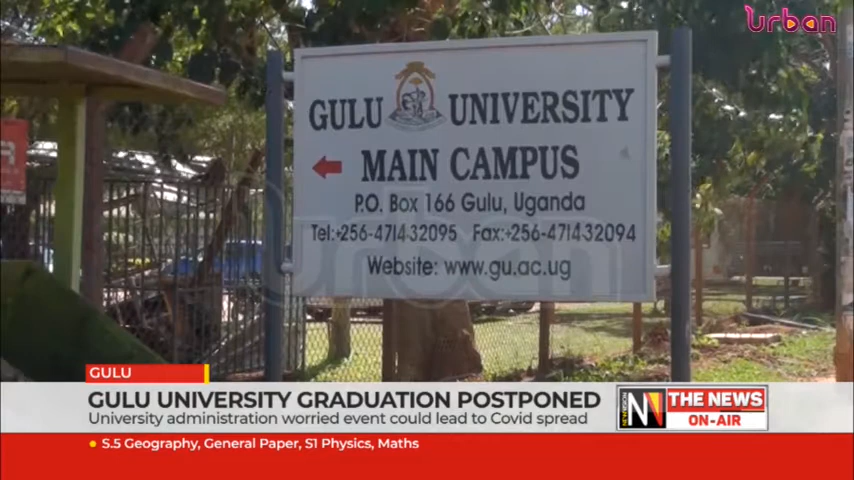 urban
GULU UNIVERSITY
MAIN CAMPUS
P.O. Box 166 Gulu, Uganda
Tel:+256-471432095 Fax:+256-471432094
Website: www.gu.ac.ug
urban
GULU
GULU UNIVERSITY GRADUATION POSTPONED
University administration worried event could lead to Covid spread
THE NEWS
ON-AIR
S.5 Geography, General Paper, S1 Physics, Maths